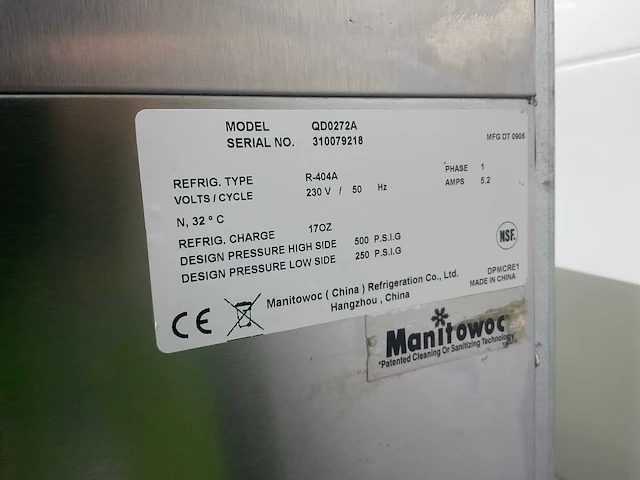 MODEL QD0272A
SERIAL NO. 310079218
MFG DT 0905
REFRIG. TYPE R-404A
PHASE 1
VOLTS / CYCLE 230 V / 50 Hz
AMPS 5.2
N, 32 º C
REFRIG. CHARGE 17OZ
DESIGN PRESSURE HIGH SIDE 500 P.S.I.G
DESIGN PRESSURE LOW SIDE 250 P.S.I.G
NSF.
DPMCRE1
MADE IN CHINA
CE
Manitowoc ( China ) Refrigeration Co., Ltd.
Hangzhou , China
Manitowoc
*Patented Cleaning Or Sanitizing Technology